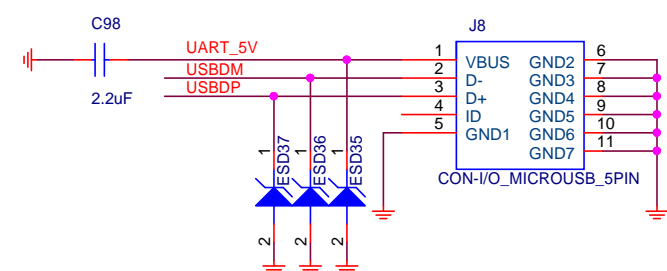 C98
J8
UART_5V
USBDM
USBDP
2.2uF
1 VBUS GND2 6
2 D- GND3 7
3 D+ GND4 8
4 ID GND5 9
5 GND1 GND6 10
GND7 11
CON-I/O_MICROUSB_5PIN
1 ESD37
1 ESD36
1 ESD35
2
2
2